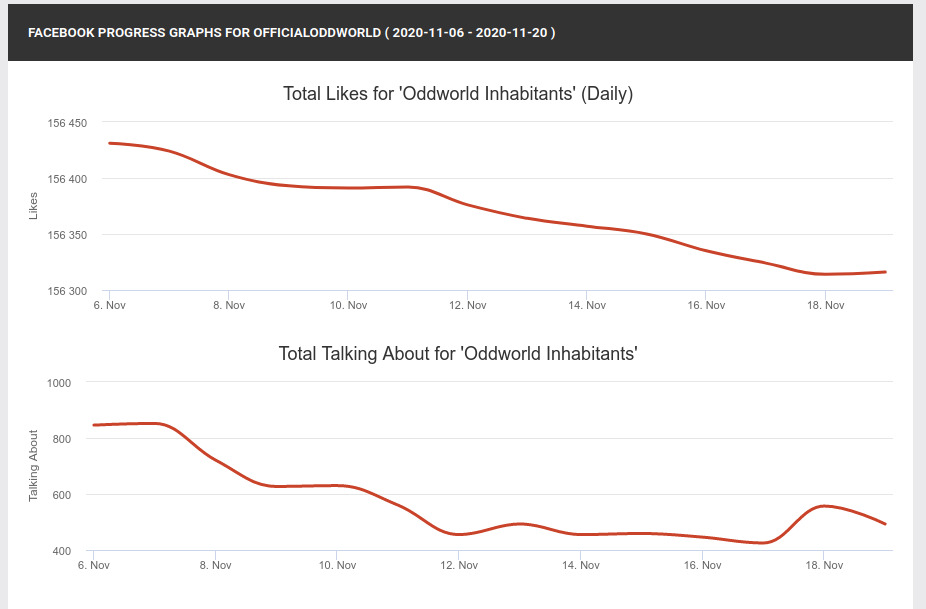 FACEBOOK PROGRESS GRAPHS FOR OFFICIALODDWORLD ( 2020-11-06 - 2020-11-20 )
Total Likes for 'Oddworld Inhabitants' (Daily)
156 450
156 400
156 350
156 300
Likes
6. Nov 8. Nov 10. Nov 12. Nov 14. Nov 16. Nov 18. Nov
Total Talking About for 'Oddworld Inhabitants'
1000
800
600
400
Talking About
6. Nov 8. Nov 10. Nov 12. Nov 14. Nov 16. Nov 18. Nov